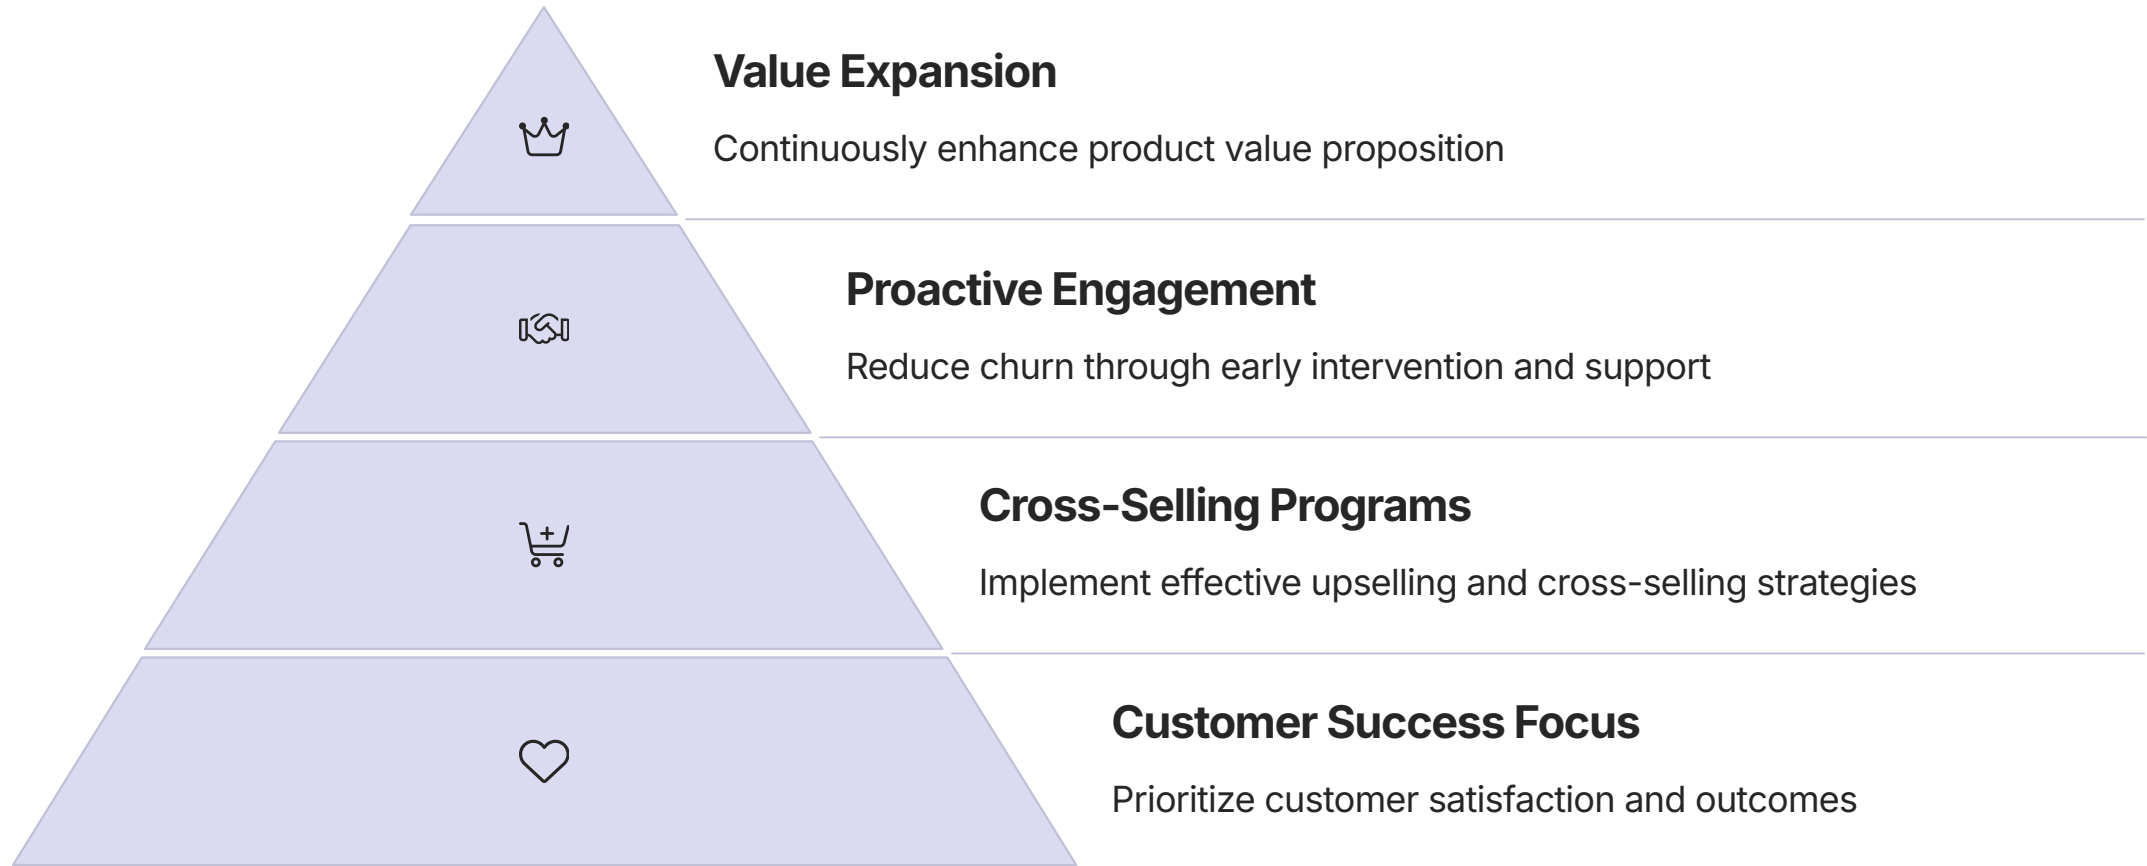 Value Expansion
Continuously enhance product value proposition
Proactive Engagement
Reduce churn through early intervention and support
Cross-Selling Programs
Implement effective upselling and cross-selling strategies
Customer Success Focus
Prioritize customer satisfaction and outcomes